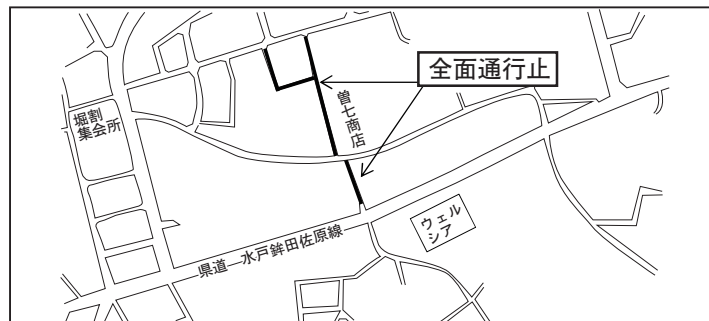 全面通行止
曽七商店
堀割
集会所
ウェル
シア
県道―水戸鉾田佐原線